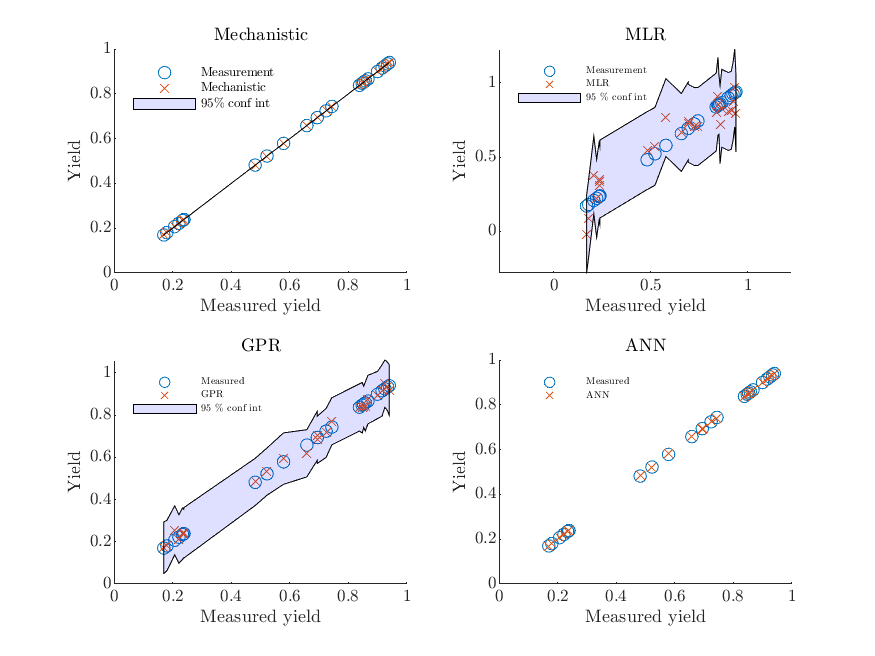 Mechanistic
1
0.8
0.6
0.4
0.2
0
Yield
Measurement
Mechanistic
95% conf int
0 0.2 0.4 0.6 0.8 1
Measured yield
MLR
1
0.5
0
Yield
Measurement
MLR
95 % conf int
0 0.5 1
Measured yield
GPR
1
0.8
0.6
0.4
0.2
0
Yield
Measured
GPR
95 % conf int
0 0.2 0.4 0.6 0.8 1
Measured yield
ANN
1
0.8
0.6
0.4
0.2
0
Yield
Measured
ANN
0 0.2 0.4 0.6 0.8 1
Measured yield